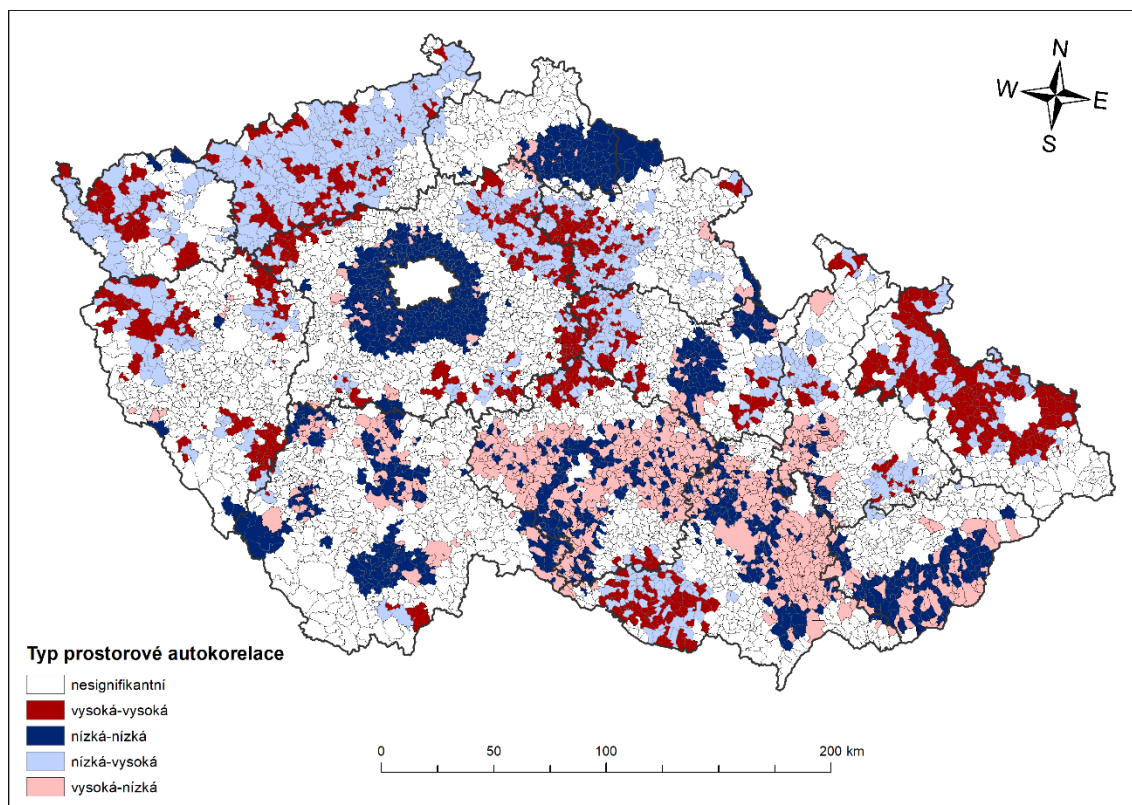 N
W
E
S
Typ prostorové autokorelace
nesignifikantní
vysoká-vysoká
nízká-nízká
nízká-vysoká
vysoká-nízká
0 50 100 200 km